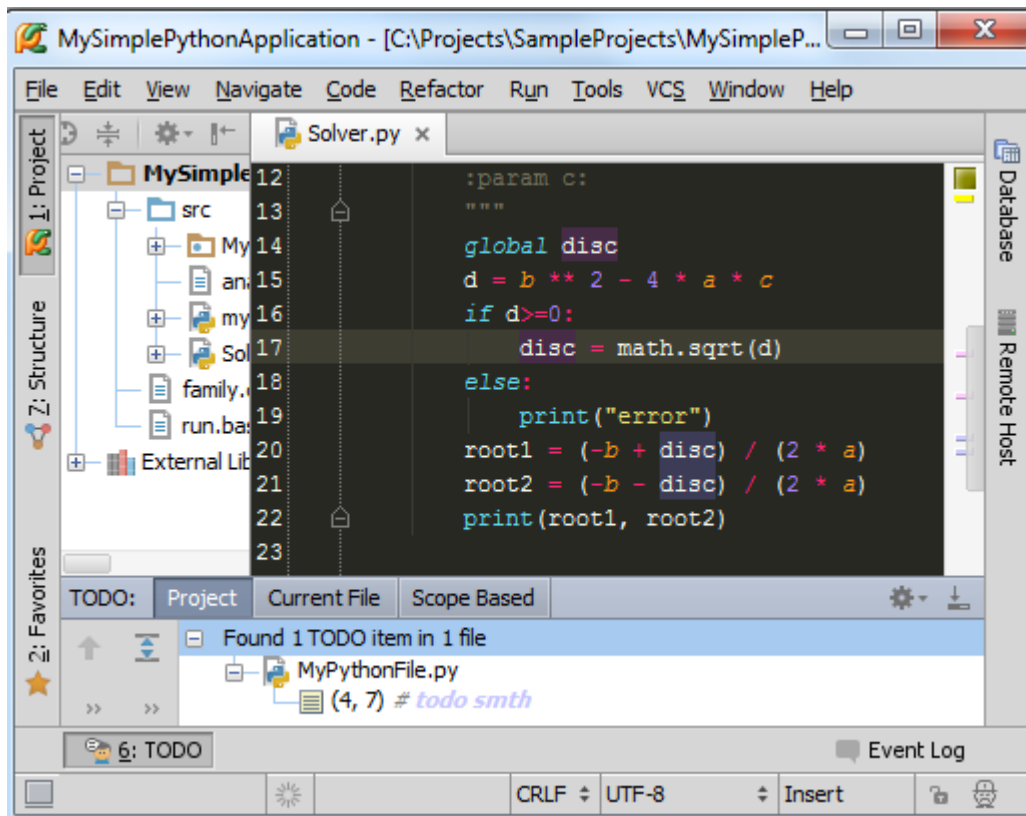 MySimplePythonApplication - [C:\Projects\SampleProjects\MySimpleP...
File Edit View Navigate Code Refactor Run Tools VCS Window Help
1: Project
Z: Structure
2: Favorites
Solver.py
MySimple
src
My
ana
my
Sol
family.
run.bas
External Lib
12 :param c:
13 """
14 global disc
15 d = b ** 2 - 4 * a * c
16 if d>=0:
17 disc = math.sqrt(d)
18 else:
19 print("error")
20 root1 = (-b + disc) / (2 * a)
21 root2 = (-b - disc) / (2 * a)
22 print(root1, root2)
23
Database
Remote Host
TODO: Project Current File Scope Based
Found 1 TODO item in 1 file
MyPythonFile.py
(4, 7) # todo smth
6: TODO
Event Log
CRLF UTF-8 Insert